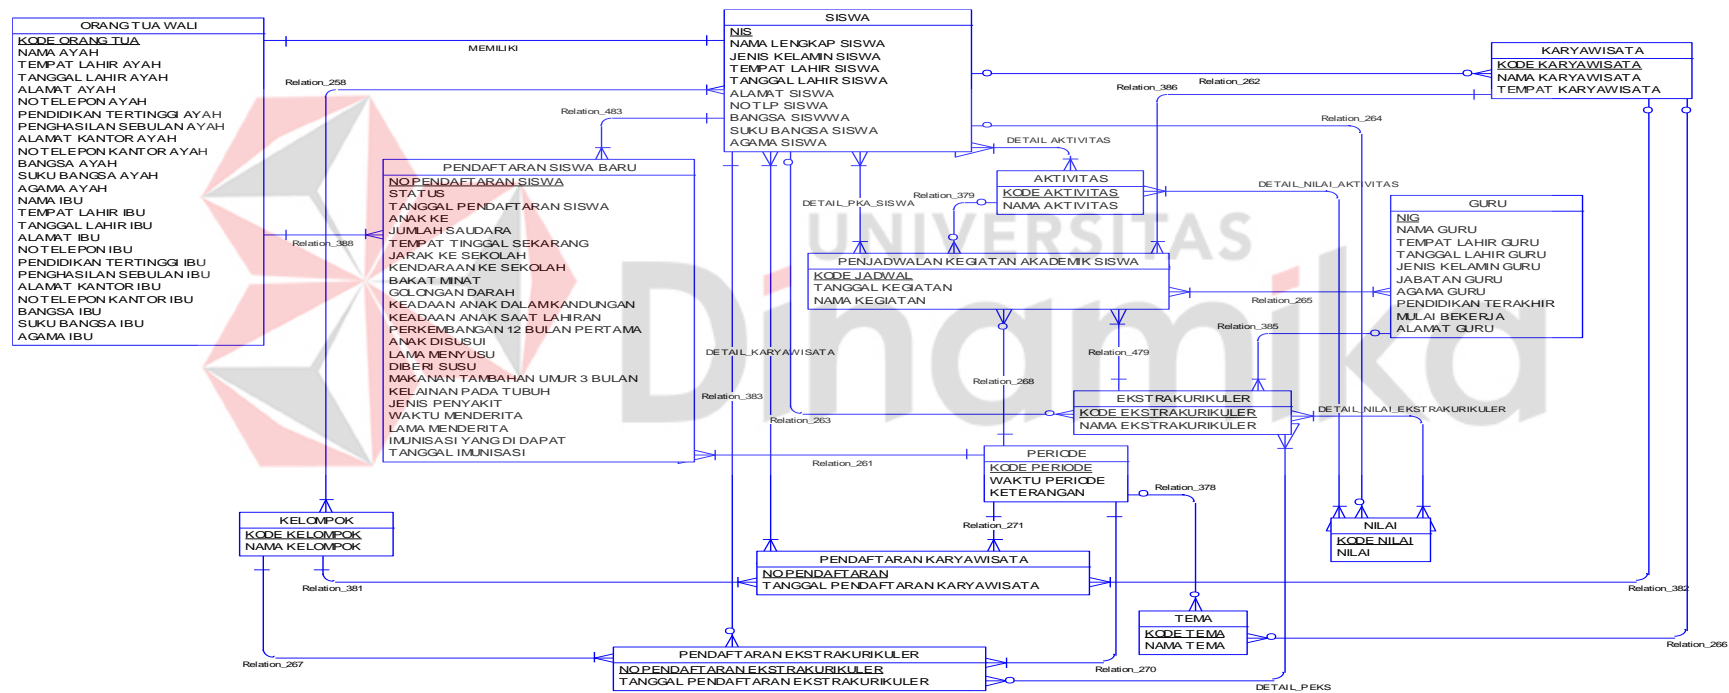 ORANG TUA WALI
KODE ORANG TUA
NAMA AYAH
TEMPAT LAHIR AYAH
TANGGAL LAHIR AYAH
ALAMAT AYAH
NO TELEPON AYAH
PENDIDIKAN TERTINGGI AYAH
PENGHASILAN SEBULAN AYAH
ALAMAT KANTOR AYAH
NO TELEPON KANTOR AYAH
BANGSA AYAH
SUKU BANGSA AYAH
AGAMA AYAH
NAMA IBU
TEMPAT LAHIR IBU
TANGGAL LAHIR IBU
ALAMAT IBU
NO TELEPON IBU
PENDIDIKAN TERTINGGI IBU
PENGHASILAN SEBULAN IBU
ALAMAT KANTOR IBU
NO TELEPON KANTOR IBU
BANGSA IBU
SUKU BANGSA IBU
AGAMA IBU
MEMILIKI
Relation_258
Relation_483
Relation_388
SISWA
NIS
NAMA LENGKAP SISWA
JENIS KELAMIN SISWA
TEMPAT LAHIR SISWA
TANGGAL LAHIR SISWA
ALAMAT SISWA
NO TLP SISWA
BANGSA SISWWA
SUKU BANGSA SISWA
AGAMA SISWA
KARYAWISATA
KODE KARYAWISATA
NAMA KARYAWISATA
TEMPAT KARYAWISATA
Relation_262
Relation_386
Relation_264
DETAIL AKTIVITAS
PENDAFTARAN SISWA BARU
NO PENDAFTARAN SISWA
STATUS
TANGGAL PENDAFTARAN SISWA
ANAK KE
JUMLAH SAUDARA
TEMPAT TINGGAL SEKARANG
JARAK KE SEKOLAH
KENDARAAN KE SEKOLAH
BAKAT MINAT
GOLONGAN DARAH
KEADAAN ANAK DALAM KANDUNGAN
KEADAAN ANAK SAAT LAHIRAN
PERKEMBANGAN 12 BULAN PERTAMA
ANAK DISUSUI
LAMA MENYUSU
DIBERI SUSU
MAKANAN TAMBAHAN UMUR 3 BULAN
KELAINAN PADA TUBUH
JENIS PENYAKIT
WAKTU MENDERITA
LAMA MENDERITA
IMUNISASI YANG DI DAPAT
TANGGAL IMUNISASI
AKTIVITAS
KODE AKTIVITAS
NAMA AKTIVITAS
DETAIL_NILAI_AKTIVITAS
Relation_379
DETAIL_PKA_SISWA
GURU
NIG
NAMA GURU
TEMPAT LAHIR GURU
TANGGAL LAHIR GURU
JENIS KELAMIN GURU
JABATAN GURU
AGAMA GURU
PENDIDIKAN TERAKHIR
MULAI BEKERJA
ALAMAT GURU
UNIVERSITAS
Dinamika
PENJADWALAN KEGIATAN AKADEMIK SISWA
KODE JADWAL
TANGGAL KEGIATAN
NAMA KEGIATAN
Relation_265
Relation_385
DETAIL_KARYAWISATA
Relation_479
Relation_268
Relation_383
Relation_263
EKSTRAKURIKULER
KODE EKSTRAKURIKULER
NAMA EKSTRAKURIKULER
DETAIL_NILAI_EKSTRAKURIKULER
Relation_261
PERIODE
KODE PERIODE
WAKTU PERIODE
KETERANGAN
Relation_378
Relation_271
KELOMPOK
KODE KELOMPOK
NAMA KELOMPOK
NILAI
KODE NILAI
NILAI
PENDAFTARAN KARYAWISATA
NO PENDAFTARAN
TANGGAL PENDAFTARAN KARYAWISATA
Relation_381
Relation_382
TEMA
KODE TEMA
NAMA TEMA
Relation_266
PENDAFTARAN EKSTRAKURIKULER
NO PENDAFTARAN EKSTRAKURIKULER
TANGGAL PENDAFTARAN EKSTRAKURIKULER
Relation_267
Relation_270
DETAIL_PEKS